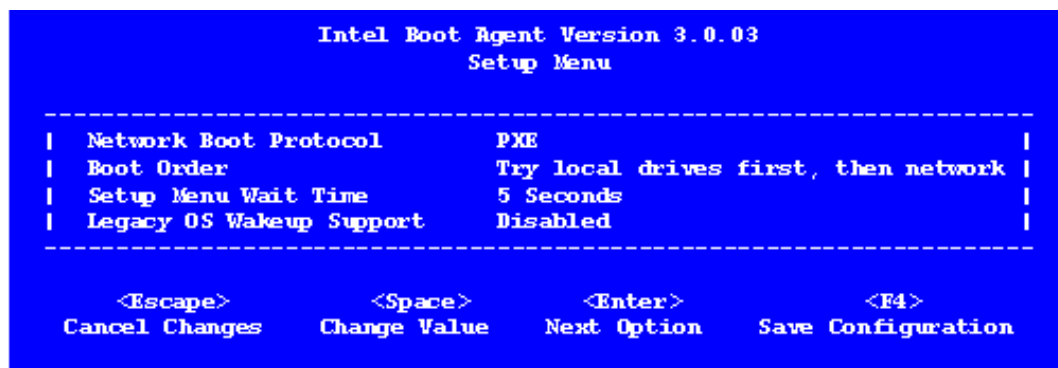 Intel Boot Agent Version 3.0.03
Setup Menu
Network Boot Protocol PXE
Boot Order Try local drives first, then network
Setup Menu Wait Time 5 Seconds
Legacy OS Wakeup Support Disabled
<Escape> <Space> <Enter> <F4>
Cancel Changes Change Value Next Option Save Configuration